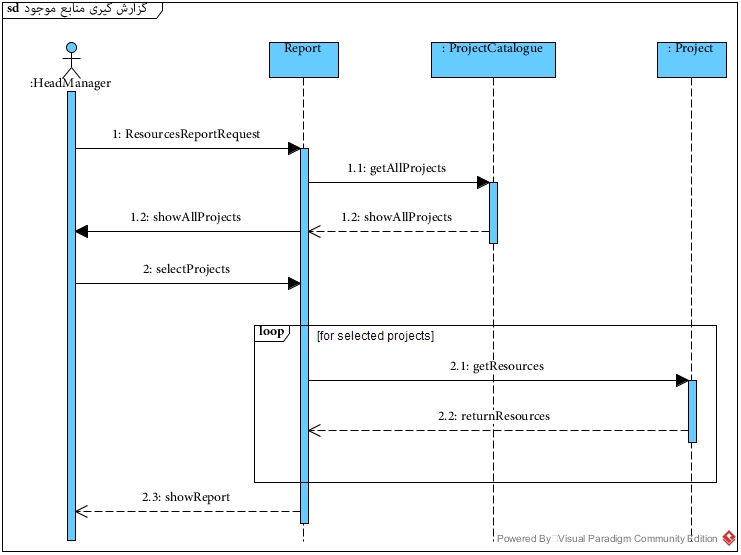 sd گزارش گیری منابع موجود
Report
: ProjectCatalogue
: Project
:HeadManager
1: ResourcesReportRequest
1.1: getAllProjects
1.2: showAllProjects
1.2: showAllProjects
2: selectProjects
loop
[for selected projects]
2.1: getResources
2.2: returnResources
2.3: showReport
Powered By Visual Paradigm Community Edition